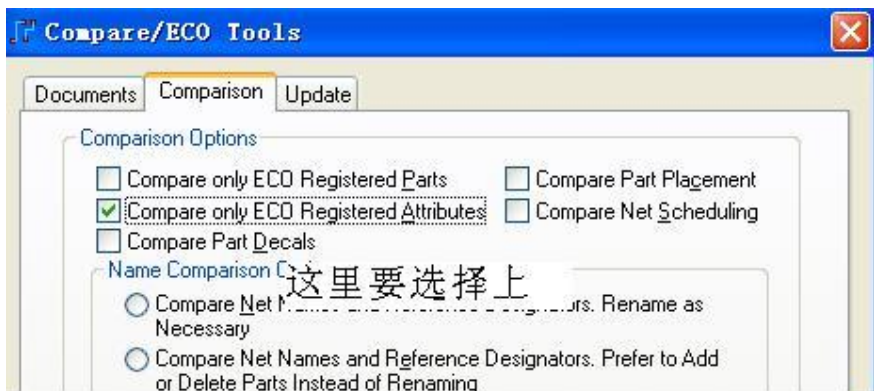 Compare/ECO Tools
Documents Comparison Update
Comparison Options
Compare only ECO Registered Parts Compare Part Placement
Compare only ECO Registered Attributes Compare Net Scheduling
Compare Part Decals
Name Comparison
这里要选择上
Compare Net and Reference Rename as
Necessary
Compare Net Names and Reference Designators. Prefer to Add
or Delete Parts Instead of Renaming